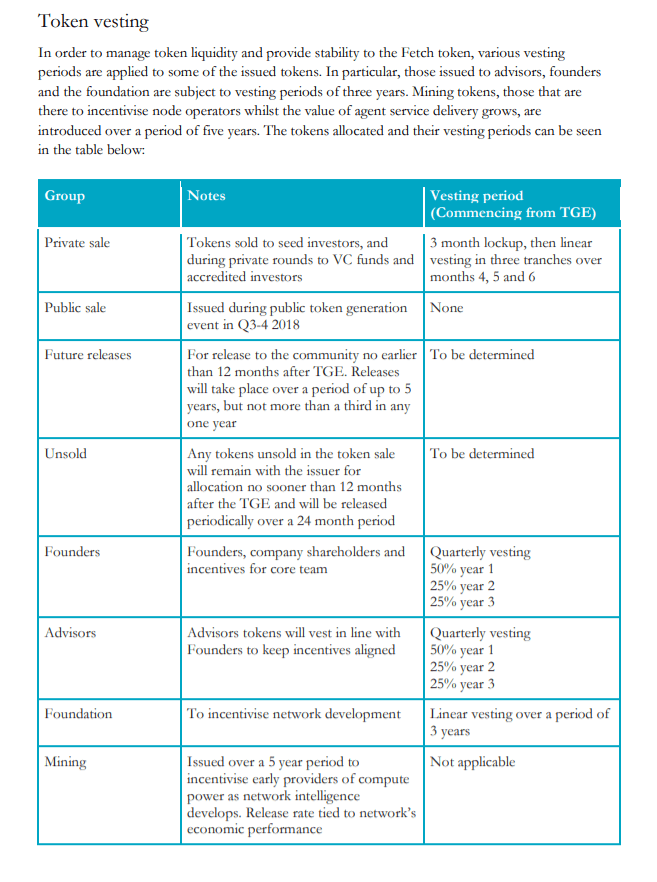 Token vesting
In order to manage token liquidity and provide stability to the Fetch token, various vesting
periods are applied to some of the issued tokens. In particular, those issued to advisors, founders
and the foundation are subject to vesting periods of three years. Mining tokens, those that are
there to incentivise node operators whilst the value of agent service delivery grows, are
introduced over a period of five years. The tokens allocated and their vesting periods can be seen
in the table below:
Group
Notes
Vesting period
(Commencing from TGE)
Private sale
Tokens sold to seed investors, and
during private rounds to VC funds and
accredited investors
3 month lockup, then linear
vesting in three tranches over
months 4, 5 and 6
Public sale
Issued during public token generation
event in Q3-4 2018
None
Future releases
For release to the community no earlier
than 12 months after TGE. Releases
will take place over a period of up to 5
years, but not more than a third in any
one year
To be determined
Unsold
Any tokens unsold in the token sale
will remain with the issuer for
allocation no sooner than 12 months
after the TGE and will be released
periodically over a 24 month period
To be determined
Founders
Founders, company shareholders and
incentives for core team
Quarterly vesting
50% year 1
25% year 2
25% year 3
Advisors
Advisors tokens will vest in line with
Founders to keep incentives aligned
Quarterly vesting
50% year 1
25% year 2
25% year 3
Foundation
To incentivise network development
Linear vesting over a period of
3 years
Mining
Issued over a 5 year period to
incentivise early providers of compute
power as network intelligence
develops. Release rate tied to network's
economic performance
Not applicable